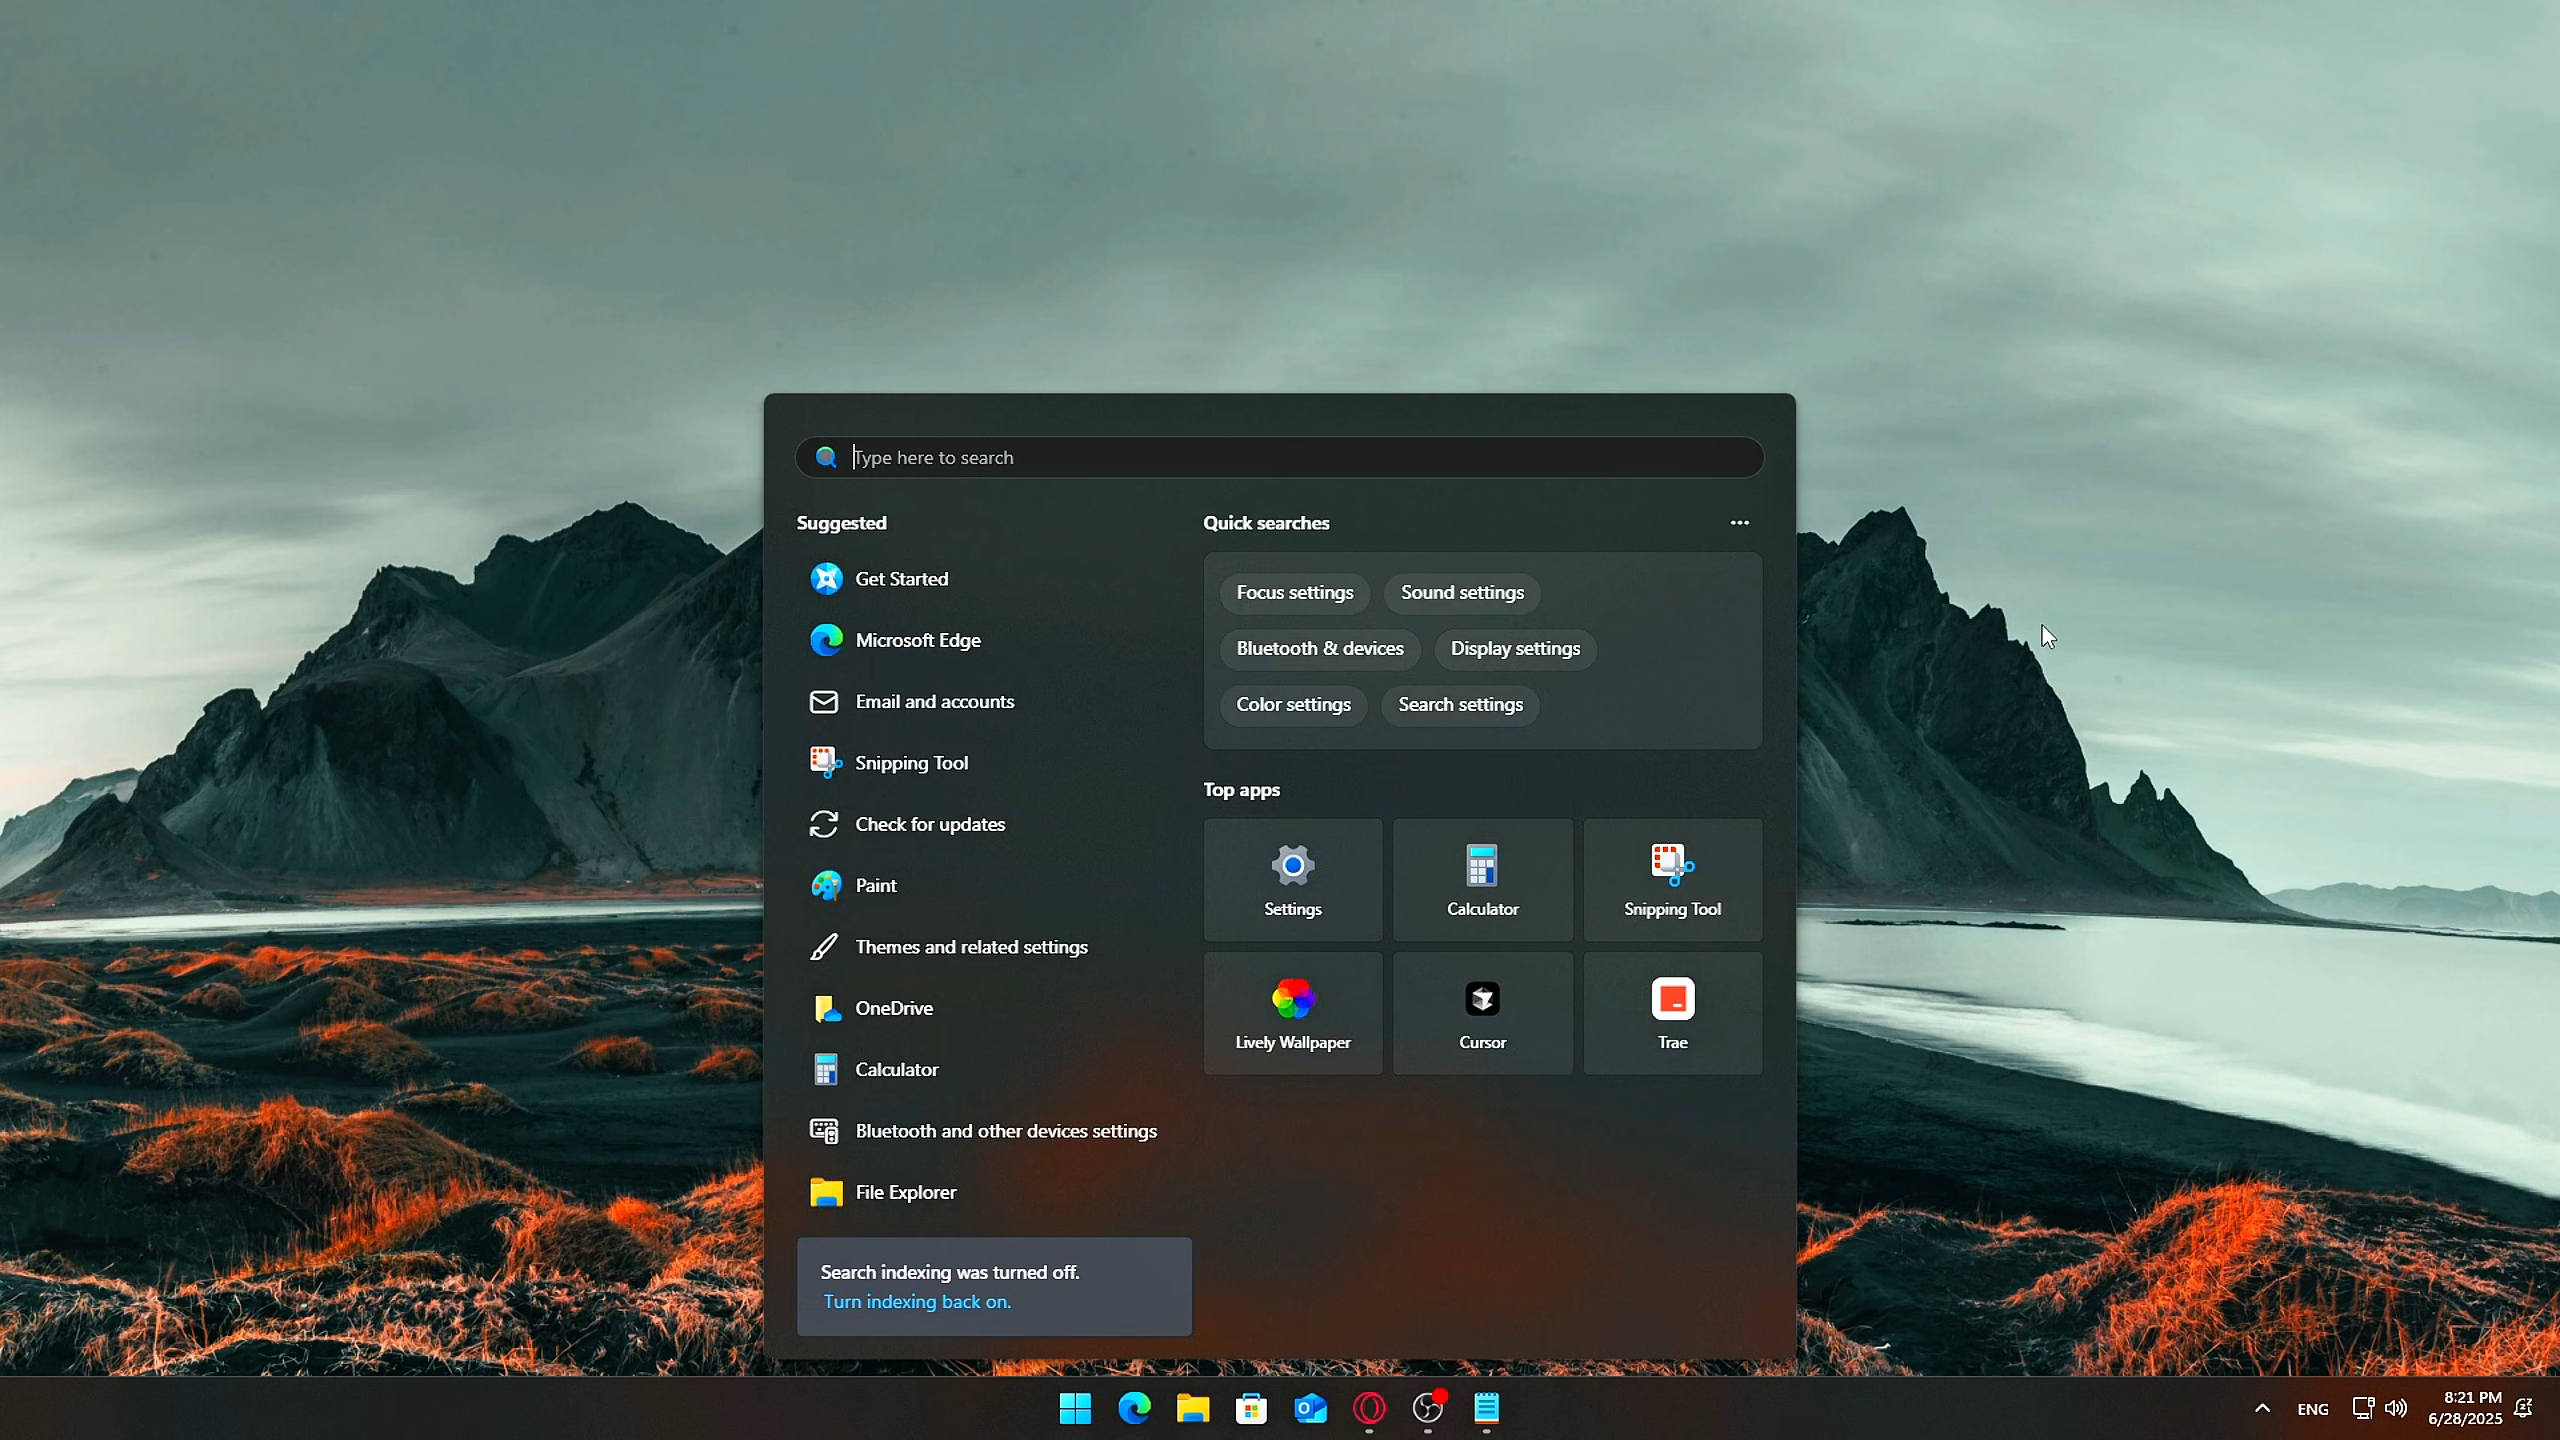 Type here to search
Suggested
Get Started
Microsoft Edge
Email and accounts
Snipping Tool
Check for updates
Paint
Themes and related settings
OneDrive
Calculator
Bluetooth and other devices settings
File Explorer
Search indexing was turned off.
Turn indexing back on.
Quick searches
Focus settings
Sound settings
Bluetooth & devices
Display settings
Color settings
Search settings
Top apps
Settings
Calculator
Snipping Tool
Lively Wallpaper
Cursor
Trae
ENG
8:21 PM
6/28/2025